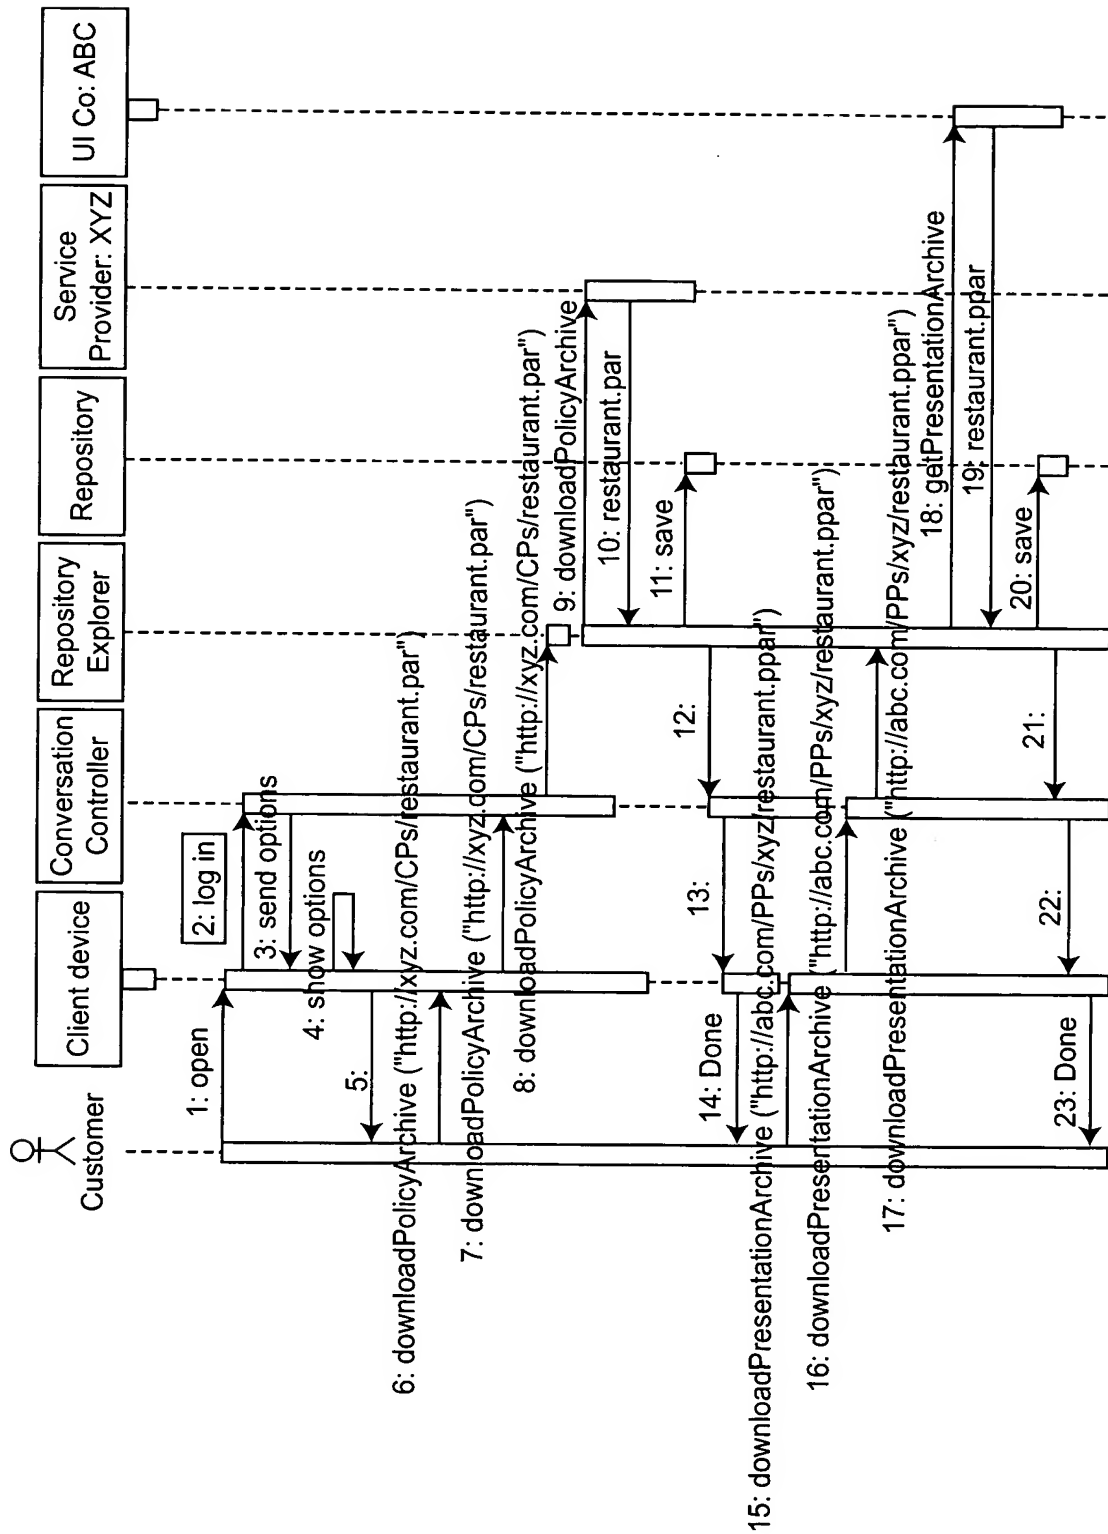 Customer
Client device
Conversation
Controller
Repository
Explorer
Repository
Service
Provider: XYZ
UI Co: ABC
1: open
2: log in
3: send options
4: show options
5:
6: downloadPolicyArchive ("http://xyz.com/CPs/restaurant.par")
7: downloadPolicyArchive ("http://xyz.com/CPs/restaurant.par")
8: downloadPolicyArchive ("http://xyz.com/CPs/restaurant.par")
9: downloadPolicyArchive
10: restaurant.par
11: save
12:
13:
14: Done
15: downloadPresentationArchive ("http://abc.com/PPs/xyz/restaurant.ppar")
16: downloadPresentationArchive ("http://abc.com/PPs/xyz/restaurant.ppar")
17: downloadPresentationArchive ("http://abc.com/PPs/xyz/restaurant.ppar")
18: getPresentationArchive
19: restaurant.ppar
20: save
21:
22:
23: Done